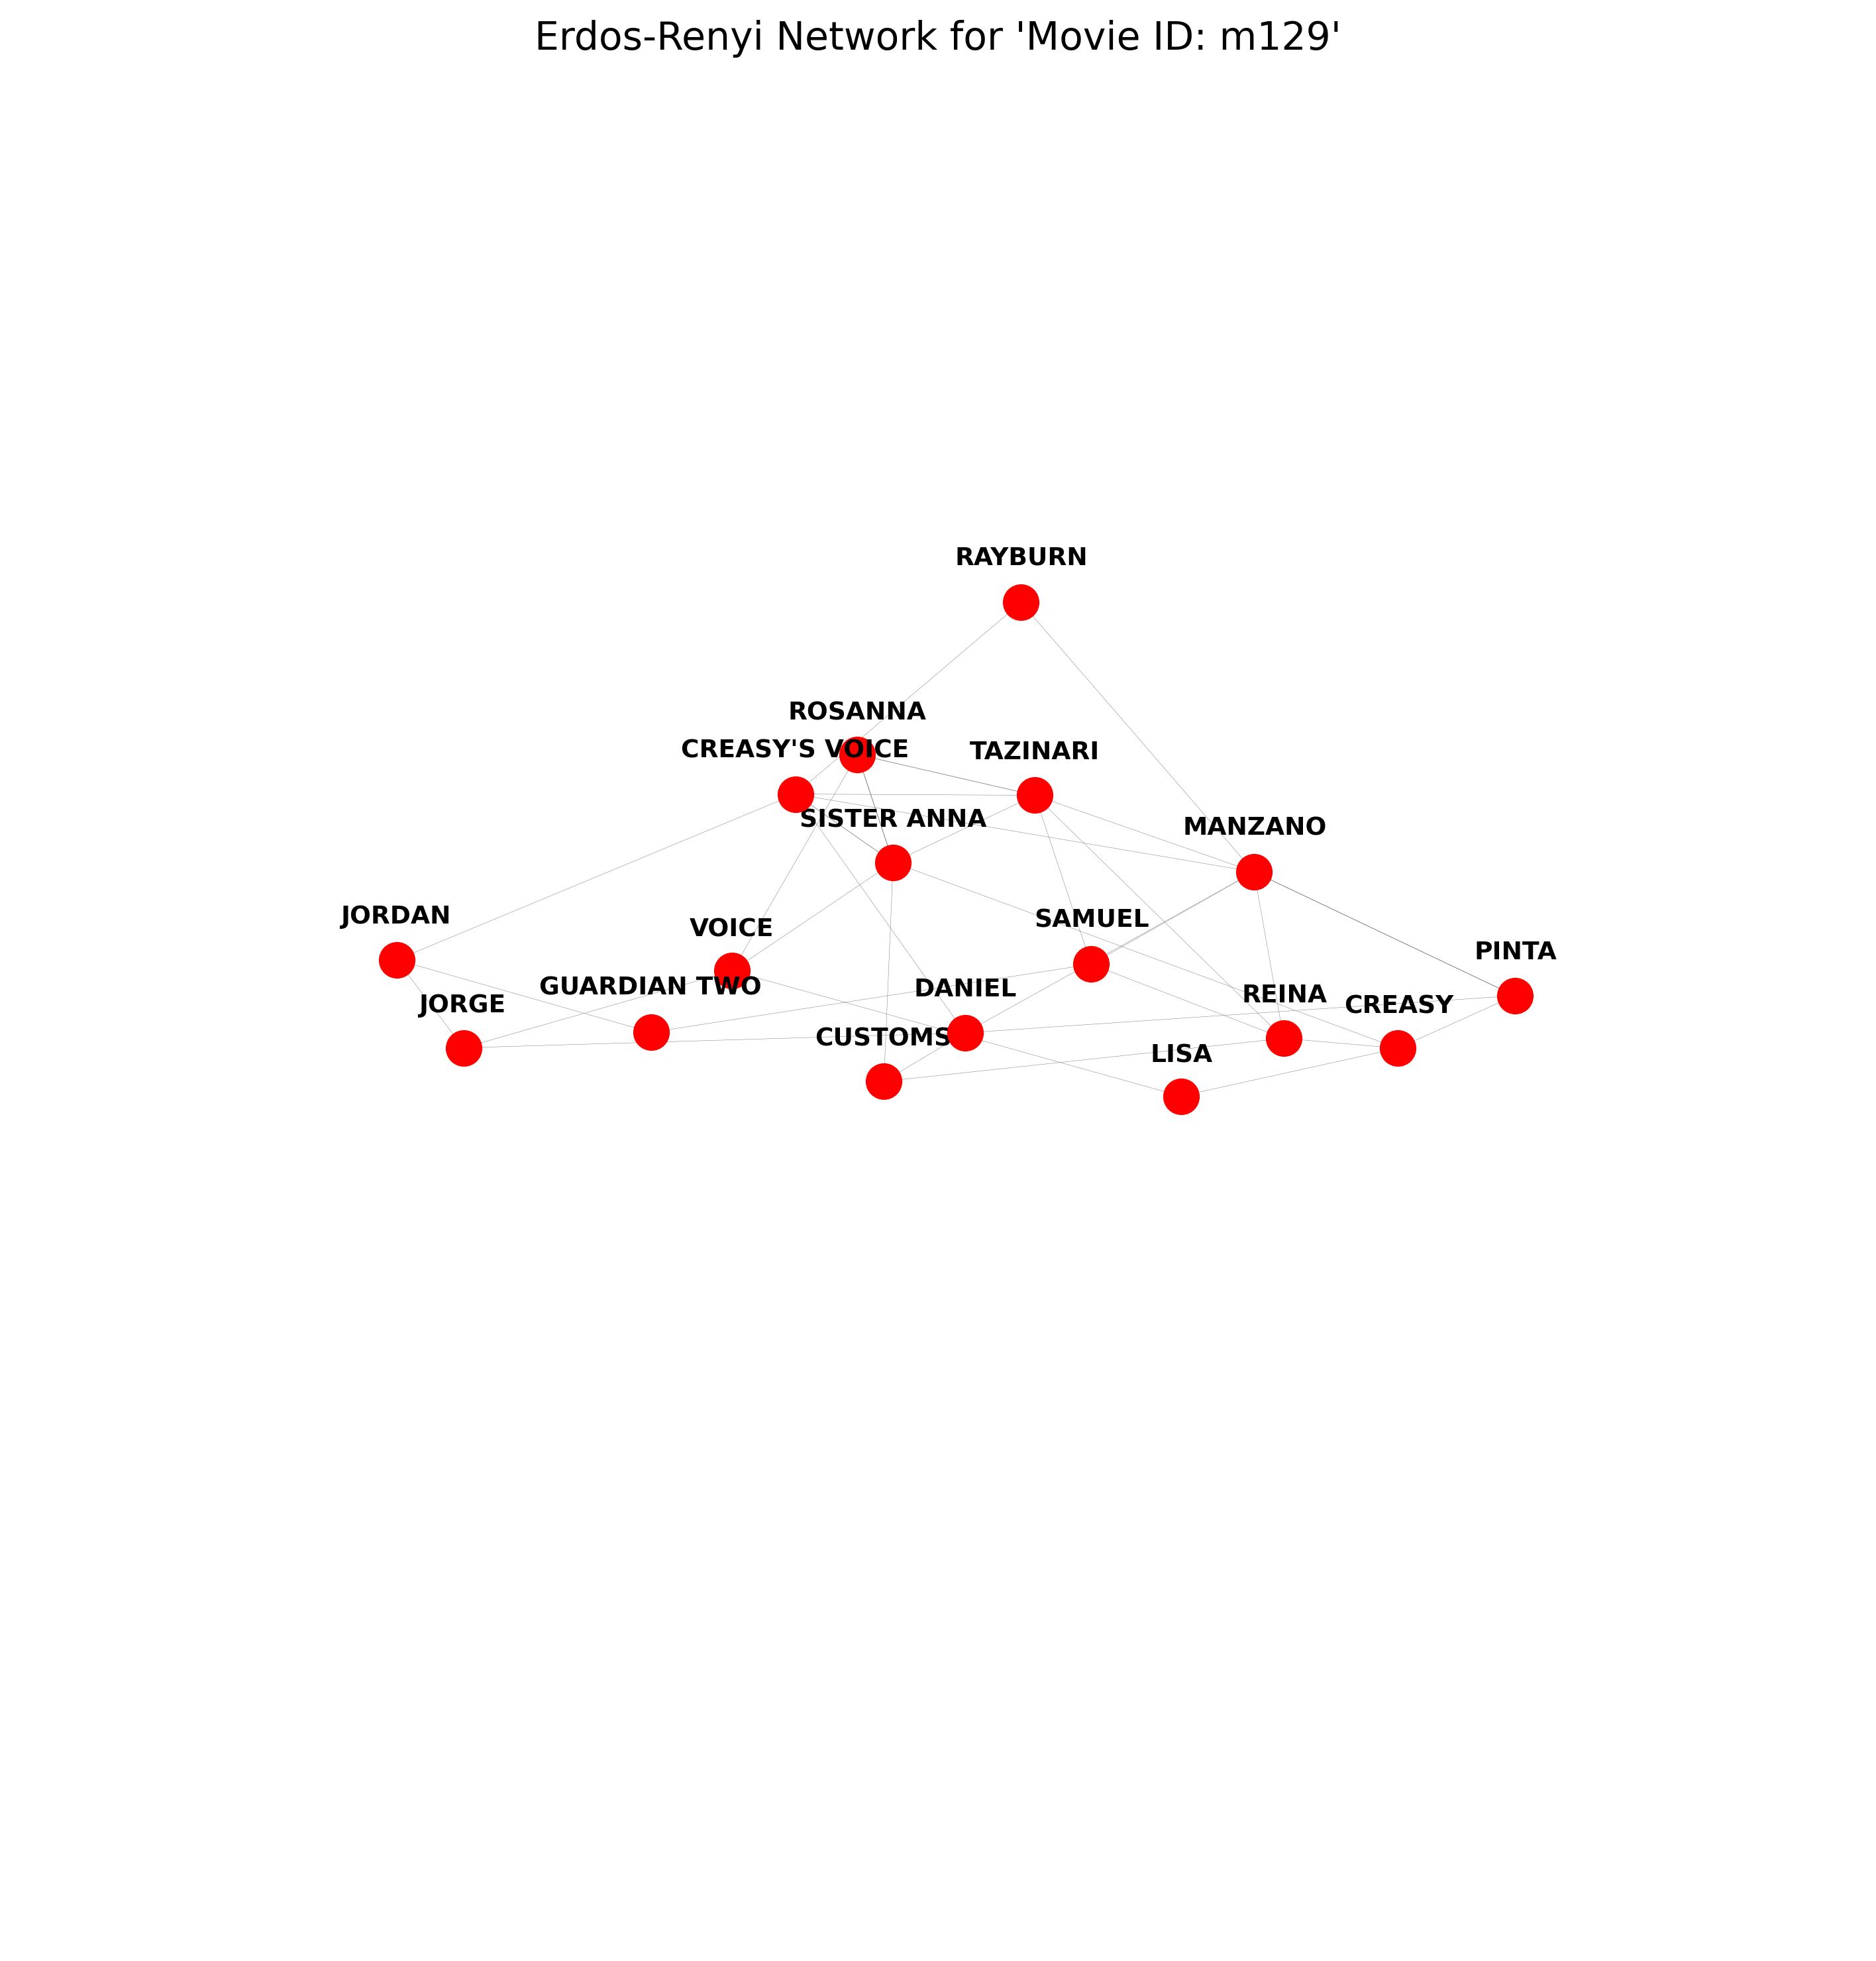 Erdos-Renyi Network for 'Movie ID: m129'
RAYBURN
ROSANNA
CREASY'S VOICE
TAZINARI
SISTER ANNA
MANZANO
JORDAN
SAMUEL
VOICE
PINTA
GUARDIAN TWO
DANIEL
REINA
JORGE
CREASY
CUSTOMS
LISA